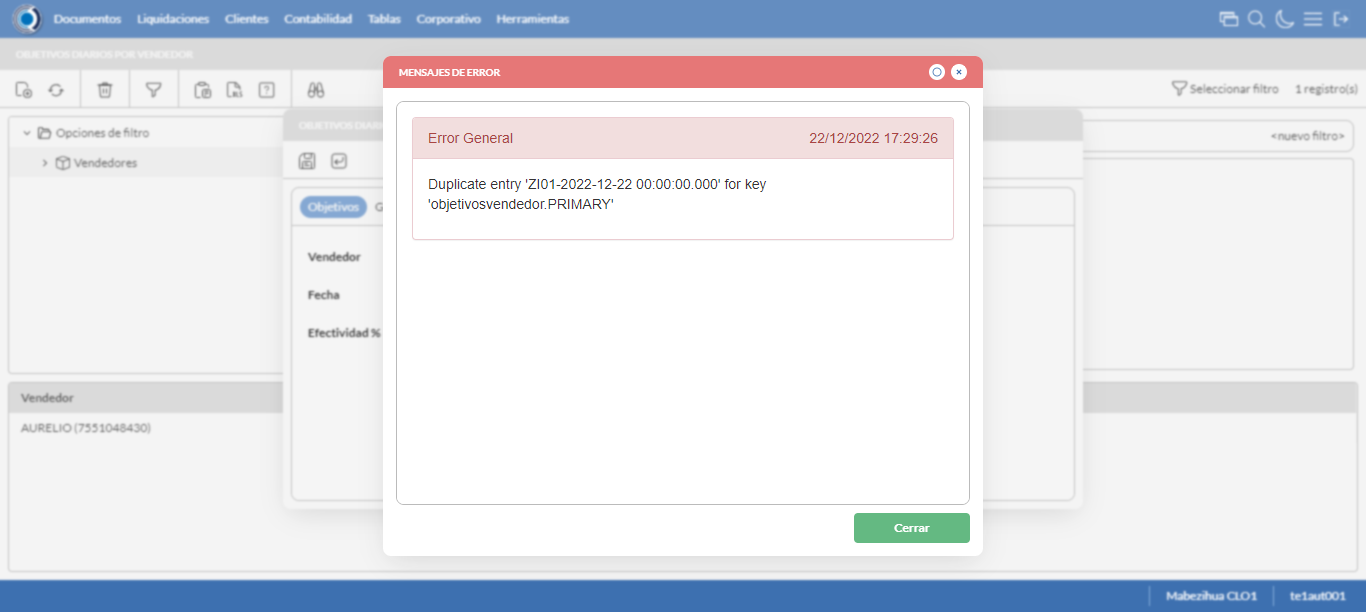 Documentos Liquidaciones Clientes Contabilidad Tablas Corporativo Herramientas
OBJETIVOS DIARIOS POR VENDEDOR
Seleccionar filtro 1 registro(s)
Opciones de filtro
<nuevo filtro>
Vendedores
OBJETIVOS DIARI
Objetivos G
Vendedor
Fecha
Efectividad %
MENSAJES DE ERROR
Error General 22/12/2022 17:29:26
Duplicate entry 'ZI01-2022-12-22 00:00:00.000' for key
'objetivosvendedor.PRIMARY'
Cerrar
Vendedor
AURELIO (7551048430)
Mabezihua CLO1 te1aut001